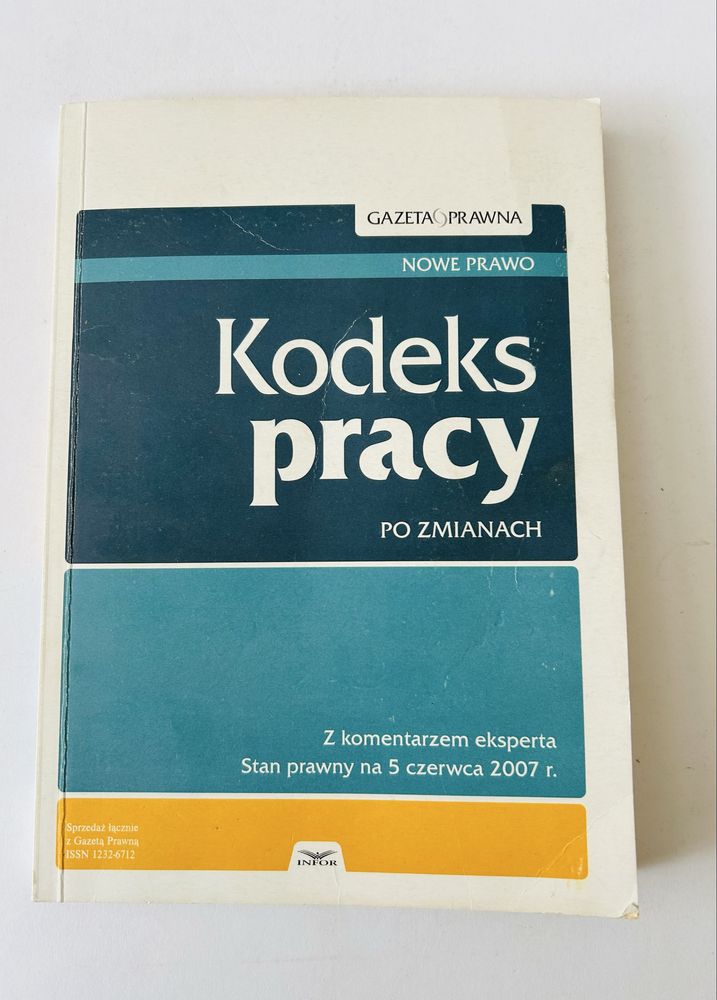 GAZETA PRAWNA
NOWE PRAWO
Kodeks
pracy
PO ZMIANACH
Z komentarzem eksperta
Stan prawny na 5 czerwca 2007 r.
Sprzedaż łącznie
z Gazetą Prawną
ISSN 1232-6712
INFOR